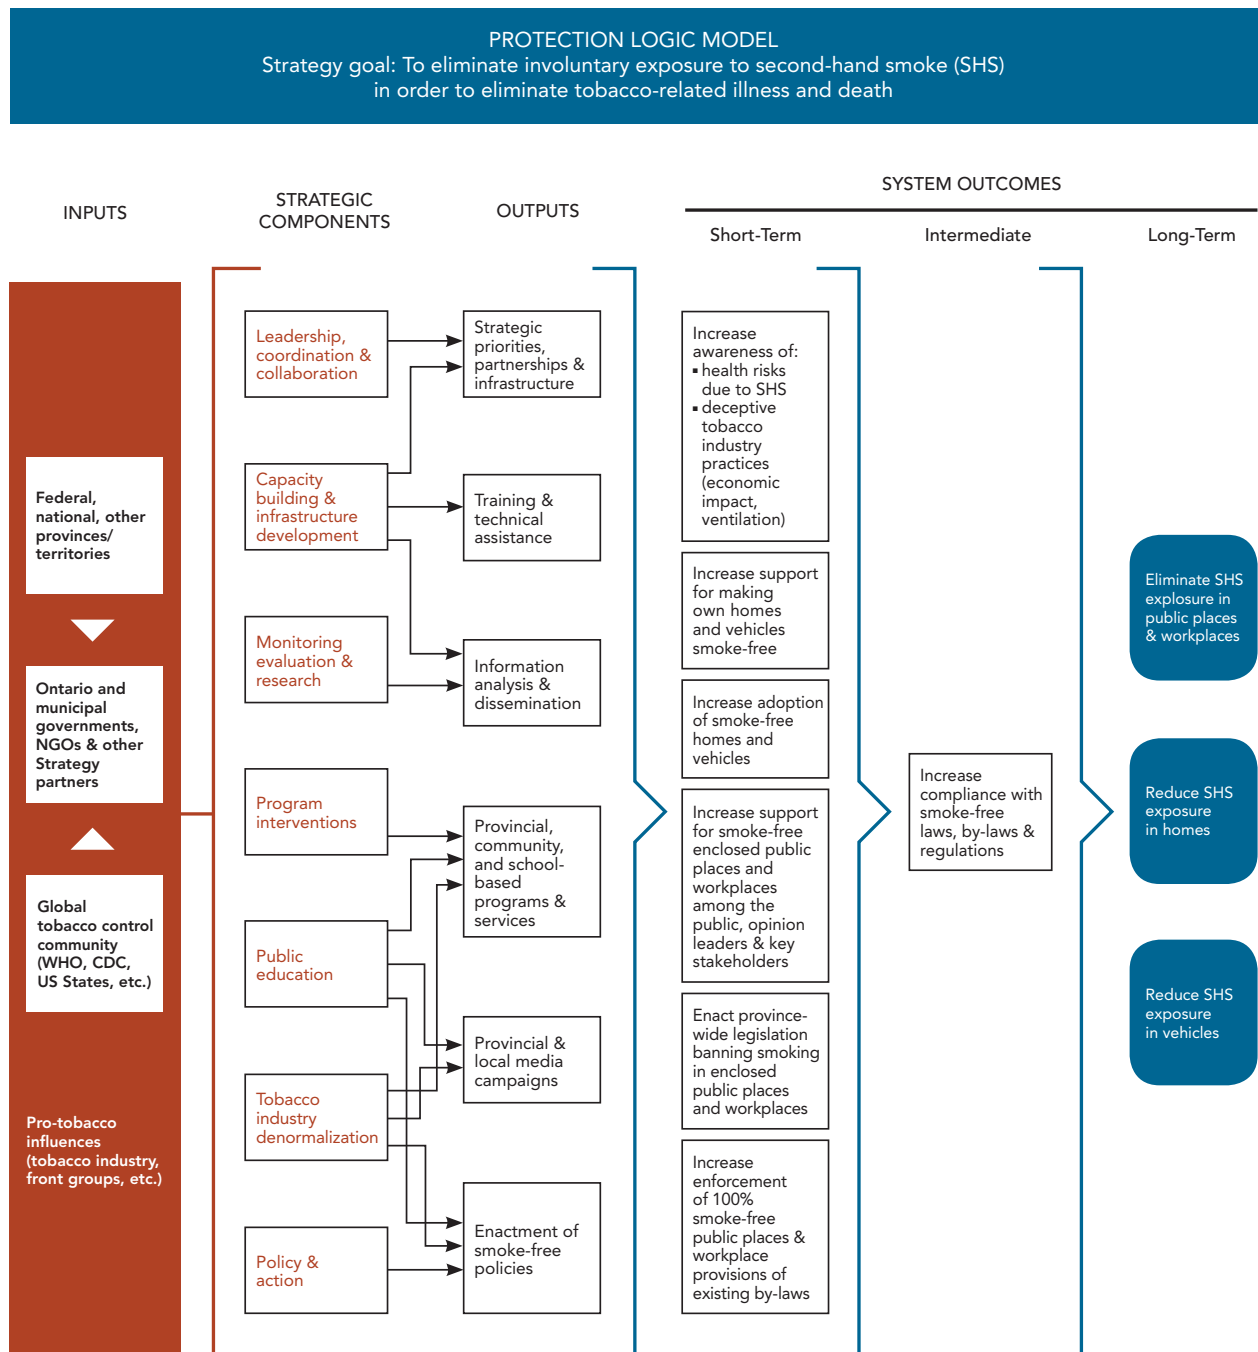 PROTECTION LOGIC MODEL
Strategy goal: To eliminate involuntary exposure to second-hand smoke (SHS)
in order to eliminate tobacco-related illness and death
INPUTS
STRATEGIC
COMPONENTS
OUTPUTS
SYSTEM OUTCOMES
Short-Term
Intermediate
Long-Term
Federal,
national, other
provinces/
territories
Ontario and
municipal
governments,
NGOs & other
Strategy
partners
Global
tobacco control
community
(WHO, CDC,
US States, etc.)
Pro-tobacco
influences
(tobacco industry,
front groups, etc.)
Leadership,
coordination &
collaboration
Capacity
building &
infrastructure
development
Monitoring
evaluation &
research
Program
interventions
Public
education
Tobacco
industry
denormalization
Policy &
action
Strategic
priorities,
partnerships &
infrastructure
Training &
technical
assistance
Information
analysis &
dissemination
Provincial,
community,
and school-
based
programs &
services
Provincial &
local media
campaigns
Enactment of
smoke-free
policies
Increase
awareness of:
▪ health risks
due to SHS
▪ deceptive
tobacco
industry
practices
(economic
impact,
ventilation)
Increase support
for making
own homes
and vehicles
smoke-free
Increase adoption
of smoke-free
homes and
vehicles
Increase support
for smoke-free
enclosed public
places and
workplaces
among the
public, opinion
leaders & key
stakeholders
Enact province-
wide legislation
banning smoking
in enclosed
public places
and workplaces
Increase
enforcement
of 100%
smoke-free
public places &
workplace
provisions of
existing by-laws
Increase
compliance with
smoke-free
laws, by-laws &
regulations
Eliminate SHS
explosure in
public places
& workplaces
Reduce SHS
exposure
in homes
Reduce SHS
exposure
in vehicles